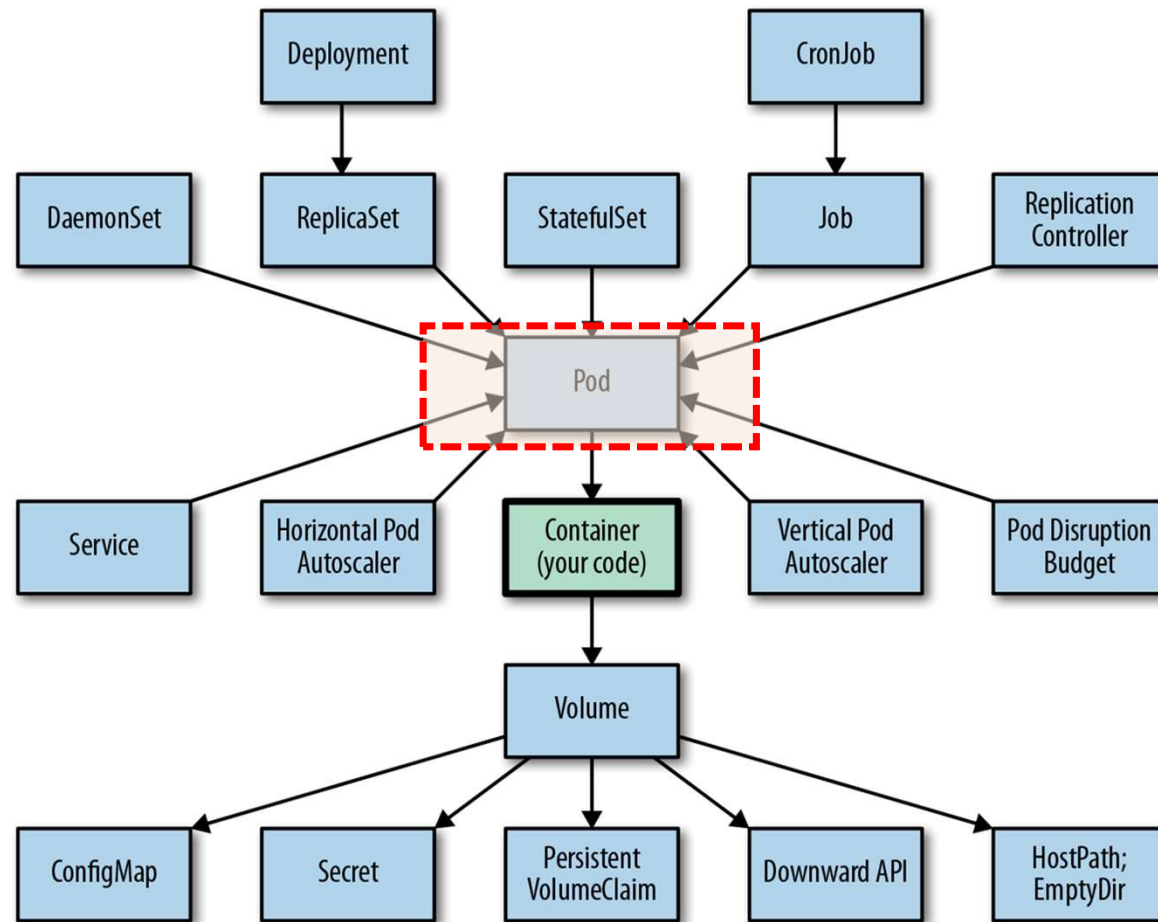 Deployment
CronJob
DaemonSet
ReplicaSet
StatefulSet
Job
Replication
Controller
Pod
Service
Horizontal Pod
Autoscaler
Container
(your code)
Vertical Pod
Autoscaler
Pod Disruption
Budget
Volume
ConfigMap
Secret
Persistent
VolumeClaim
Downward API
HostPath;
EmptyDir